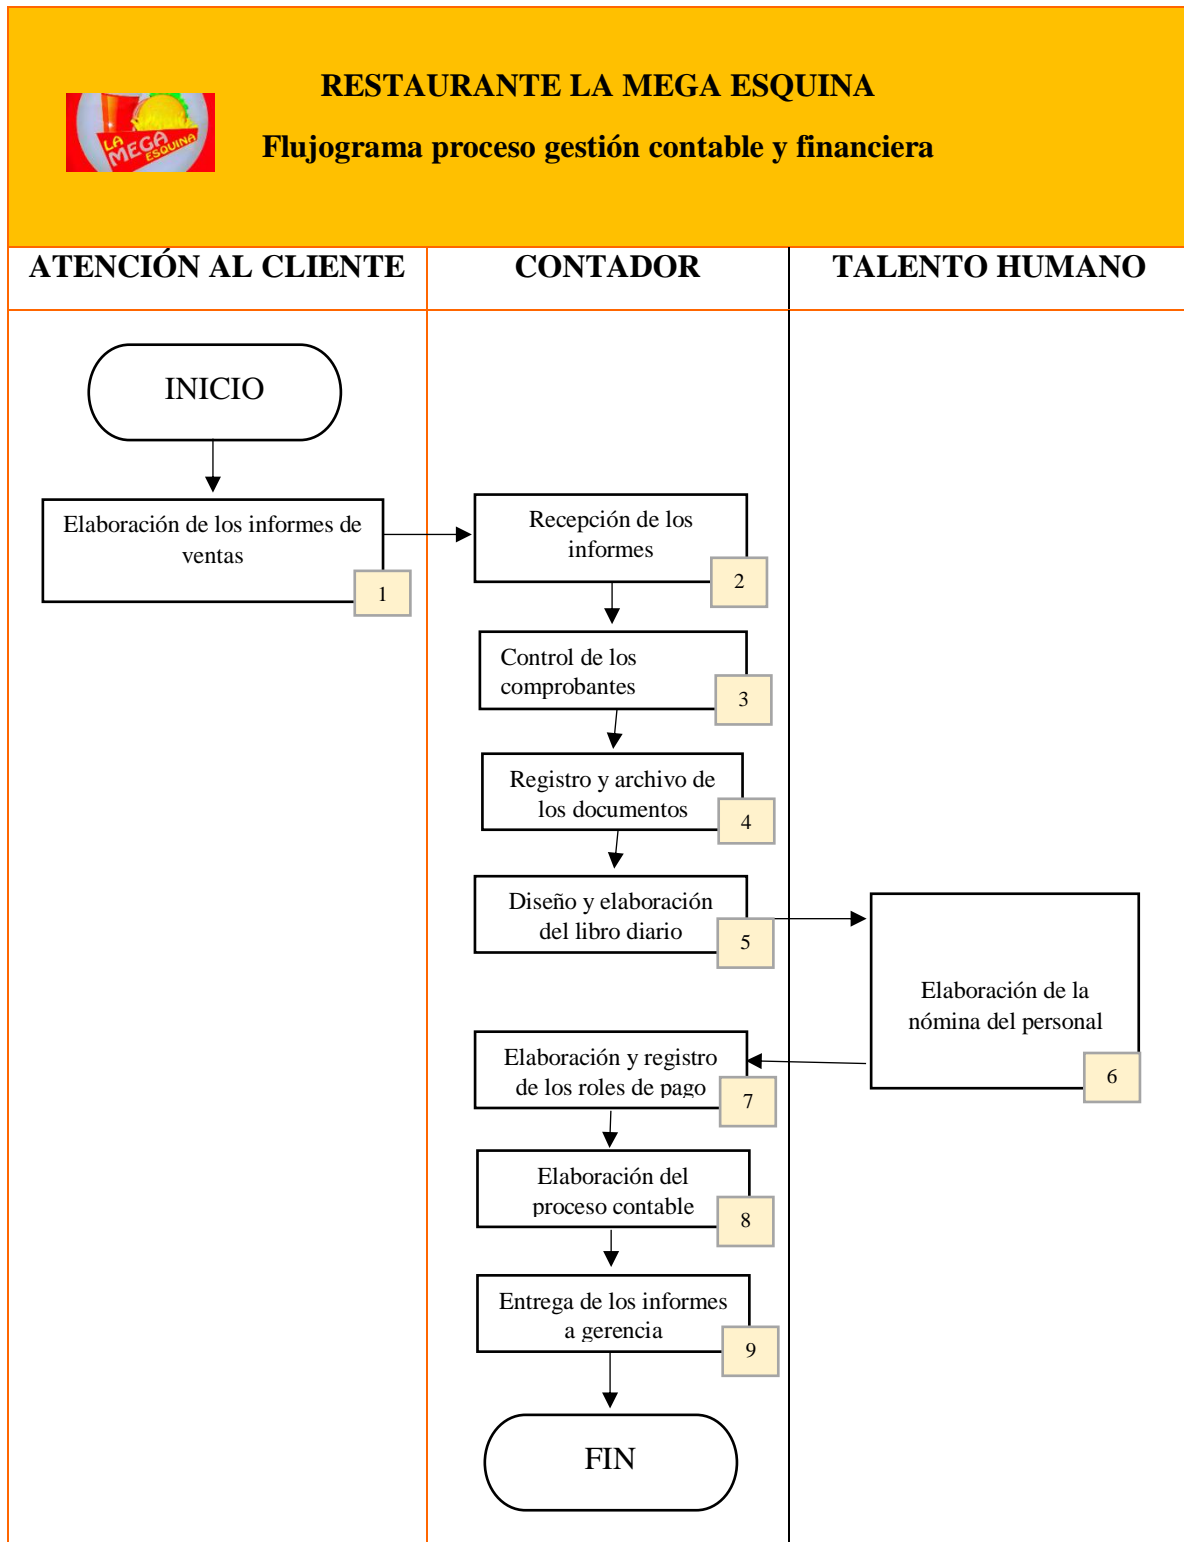 RESTAURANTE LA MEGA ESQUINA
Flujograma proceso gestión contable y financiera
LA
MEGA
ESQUINA
ATENCIÓN AL CLIENTE
CONTADOR
TALENTO HUMANO
INICIO
Elaboración de los informes de
ventas
1
Recepción de los
informes
2
Control de los
comprobantes
3
Registro y archivo de
los documentos
4
Diseño y elaboración
del libro diario
5
Elaboración de la
nómina del personal
6
Elaboración y registro
de los roles de pago
7
Elaboración del
proceso contable
8
Entrega de los informes
a gerencia
9
FIN